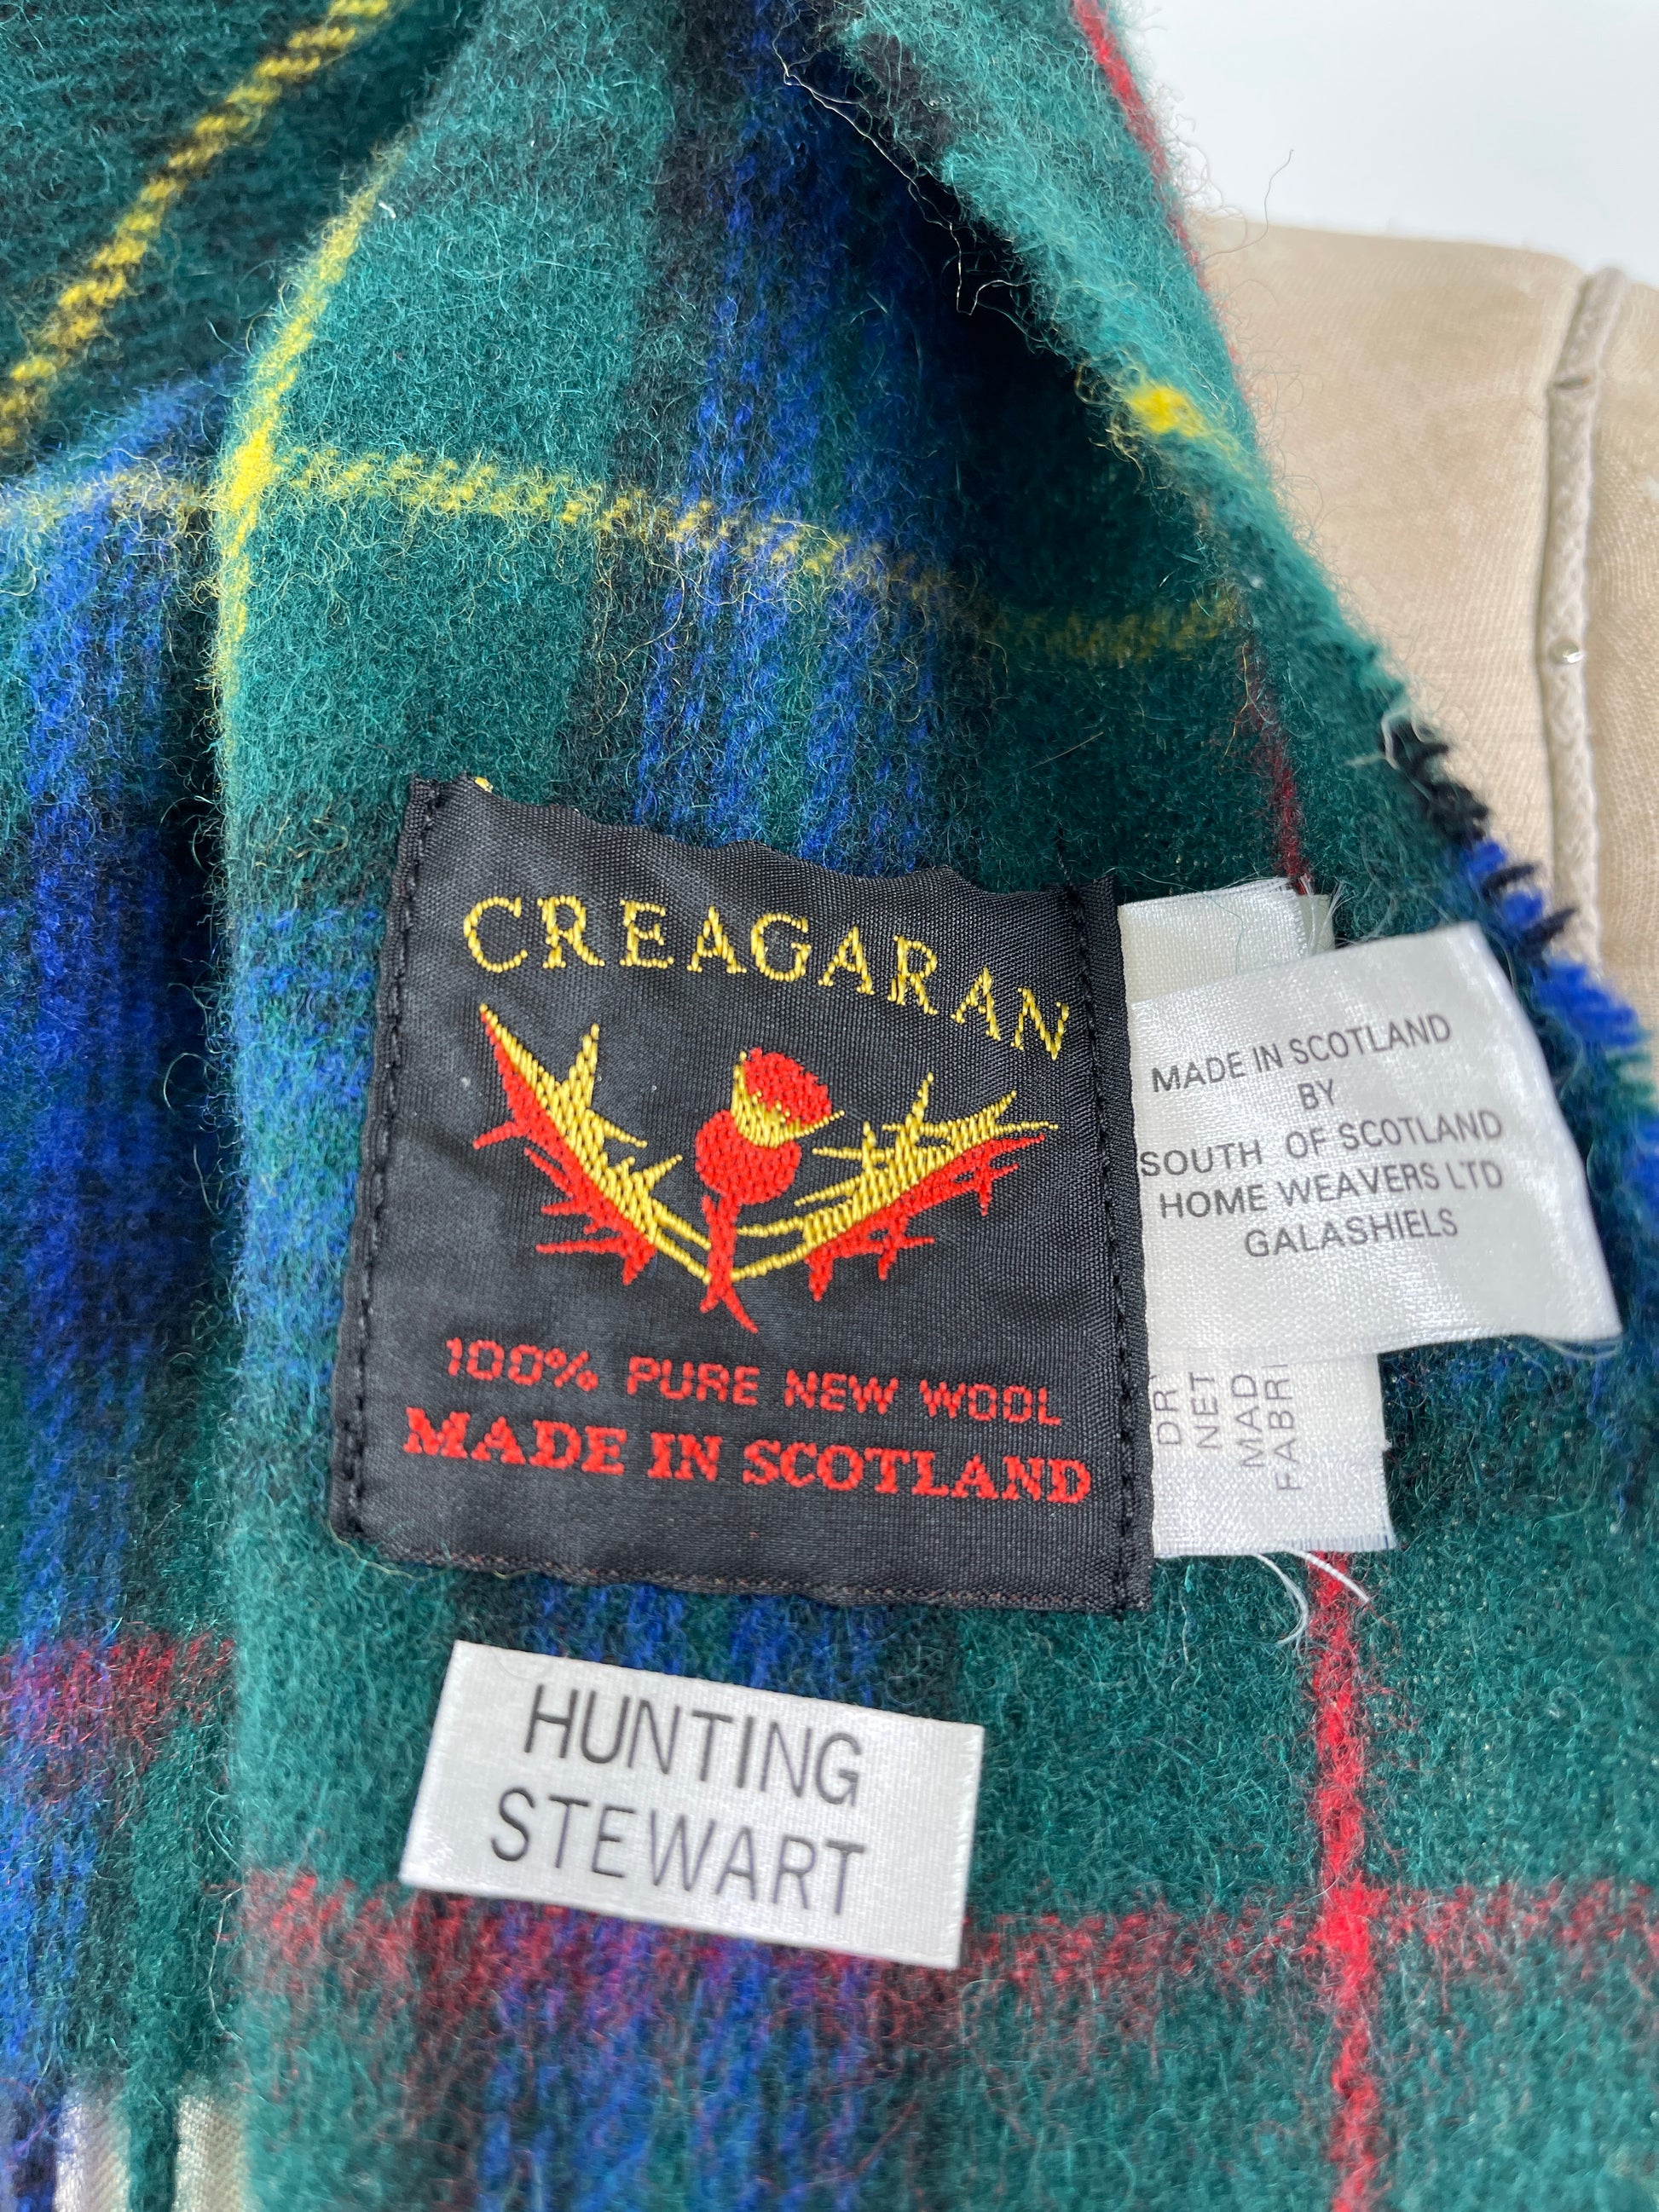 CREAGARAN
100% PURE NEW WOOL
MADE IN SCOTLAND
MADE IN SCOTLAND
BY
SOUTH OF SCOTLAND
HOME WEAVERS LTD
GALASHIELS
HUNTING
STEWART